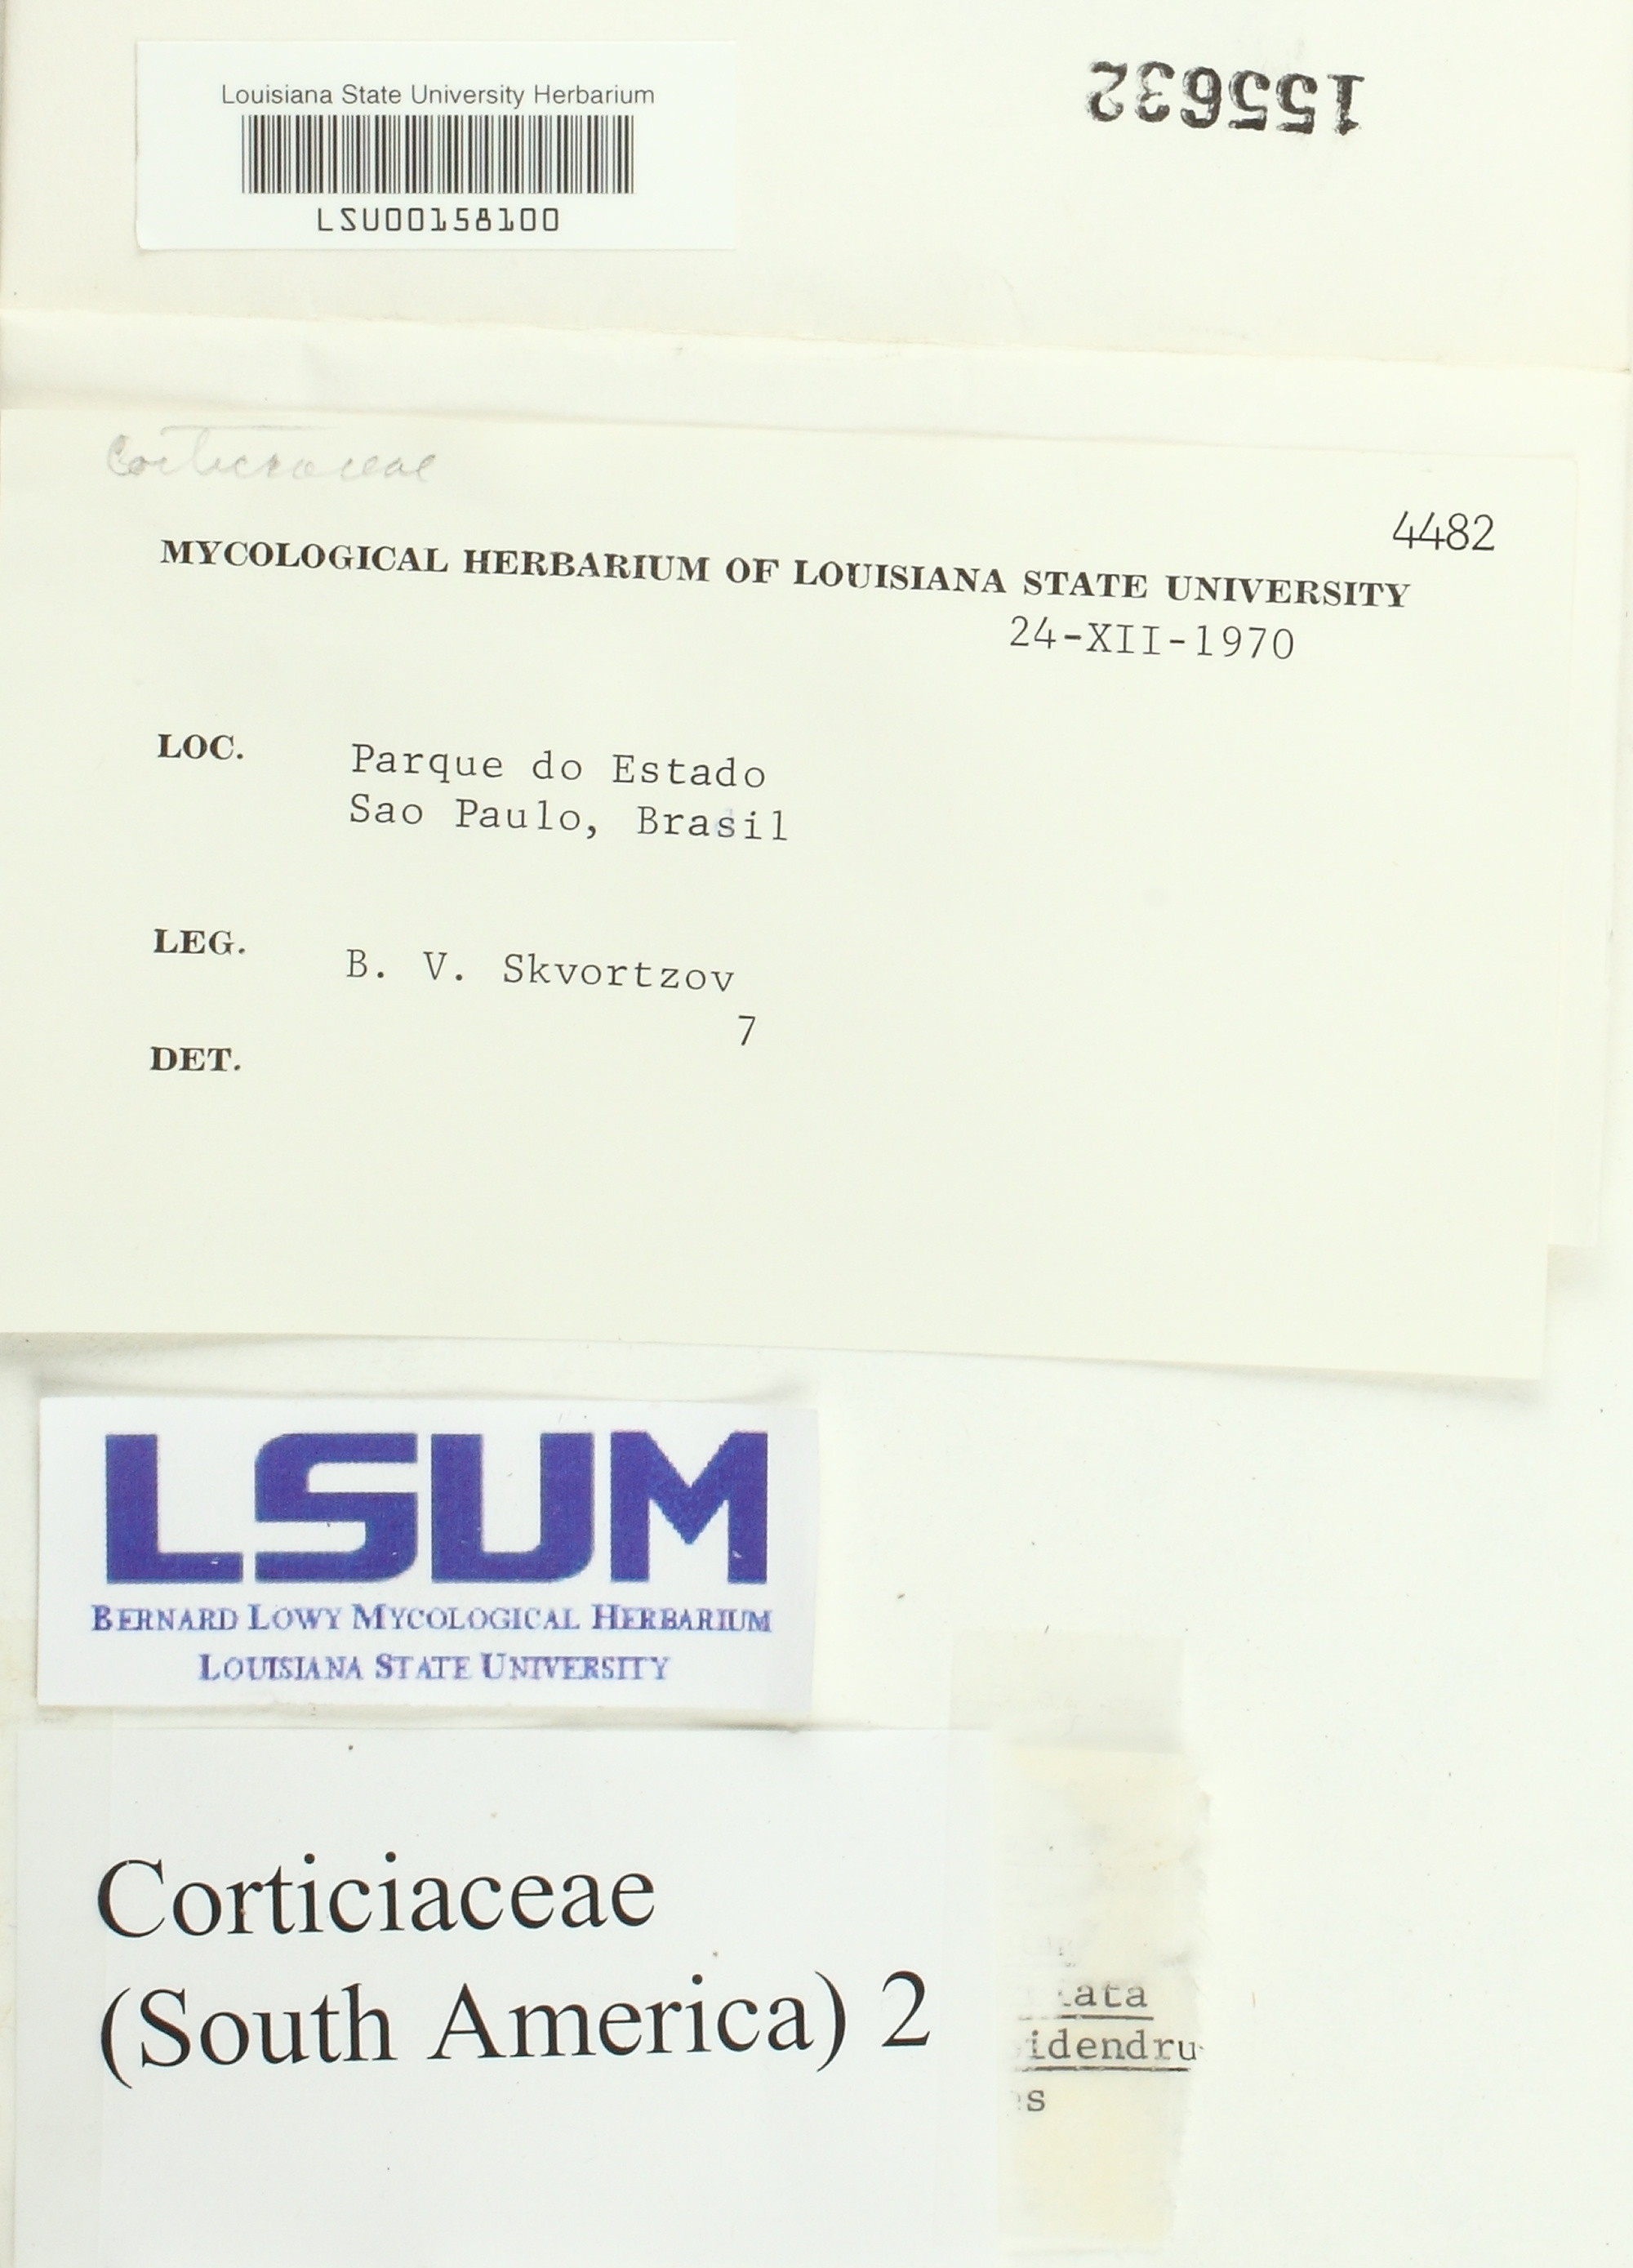 Louisiana State University Herbarium
LSU00158100
155632
Corticiaceae
4482
MYCOLOGICAL HERBARIUM OF LOUISIANA STATE UNIVERSITY
24-XII-1970
LOC. Parque do Estado
Sao Paulo, Brasil
LEG. B. V. Skvortzov
7
DET.
LSUM
BERNARD LOWY MYCOLOGICAL HERBARIUM
LOUISIANA STATE UNIVERSITY
Corticiaceae
(South America) 2
ata
idendru
s